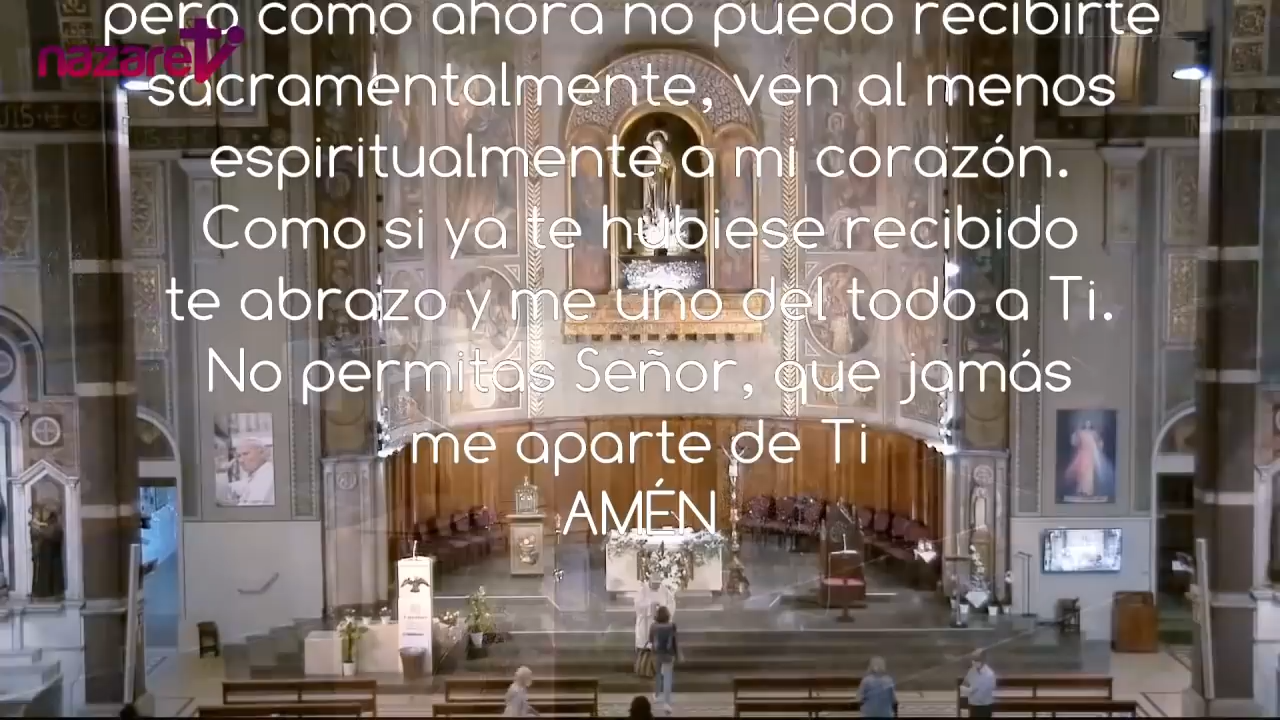 pero como ahora no puedo recibirte
nazareTV
sacramentalmente, ven al menos
espiritualmente a mi corazón.
Como si ya te hubiese recibido
te abrazo y me uno del todo a Ti.
No permitas Señor, que jamás
me aparte de Ti
AMÉN